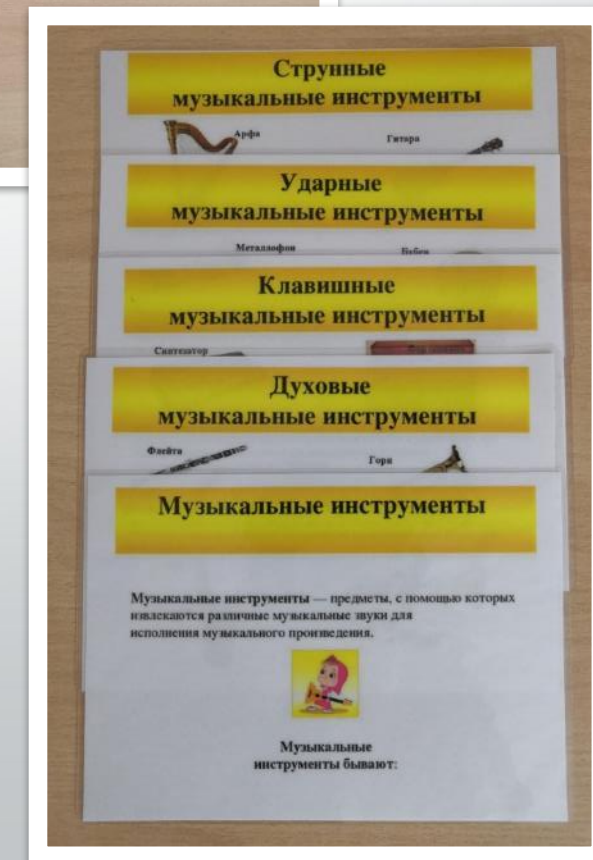 Струнные
музыкальные инструменты
Арфа Гитара
Ударные
музыкальные инструменты
Металлофон Бубен
Клавишные
музыкальные инструменты
Синтезатор
Духовые
музыкальные инструменты
Флейта Горн
Музыкальные инструменты
Музыкальные инструменты — предметы, с помощью которых
извлекаются различные музыкальные звуки для
исполнения музыкального произведения.
Музыкальные
инструменты бывают: